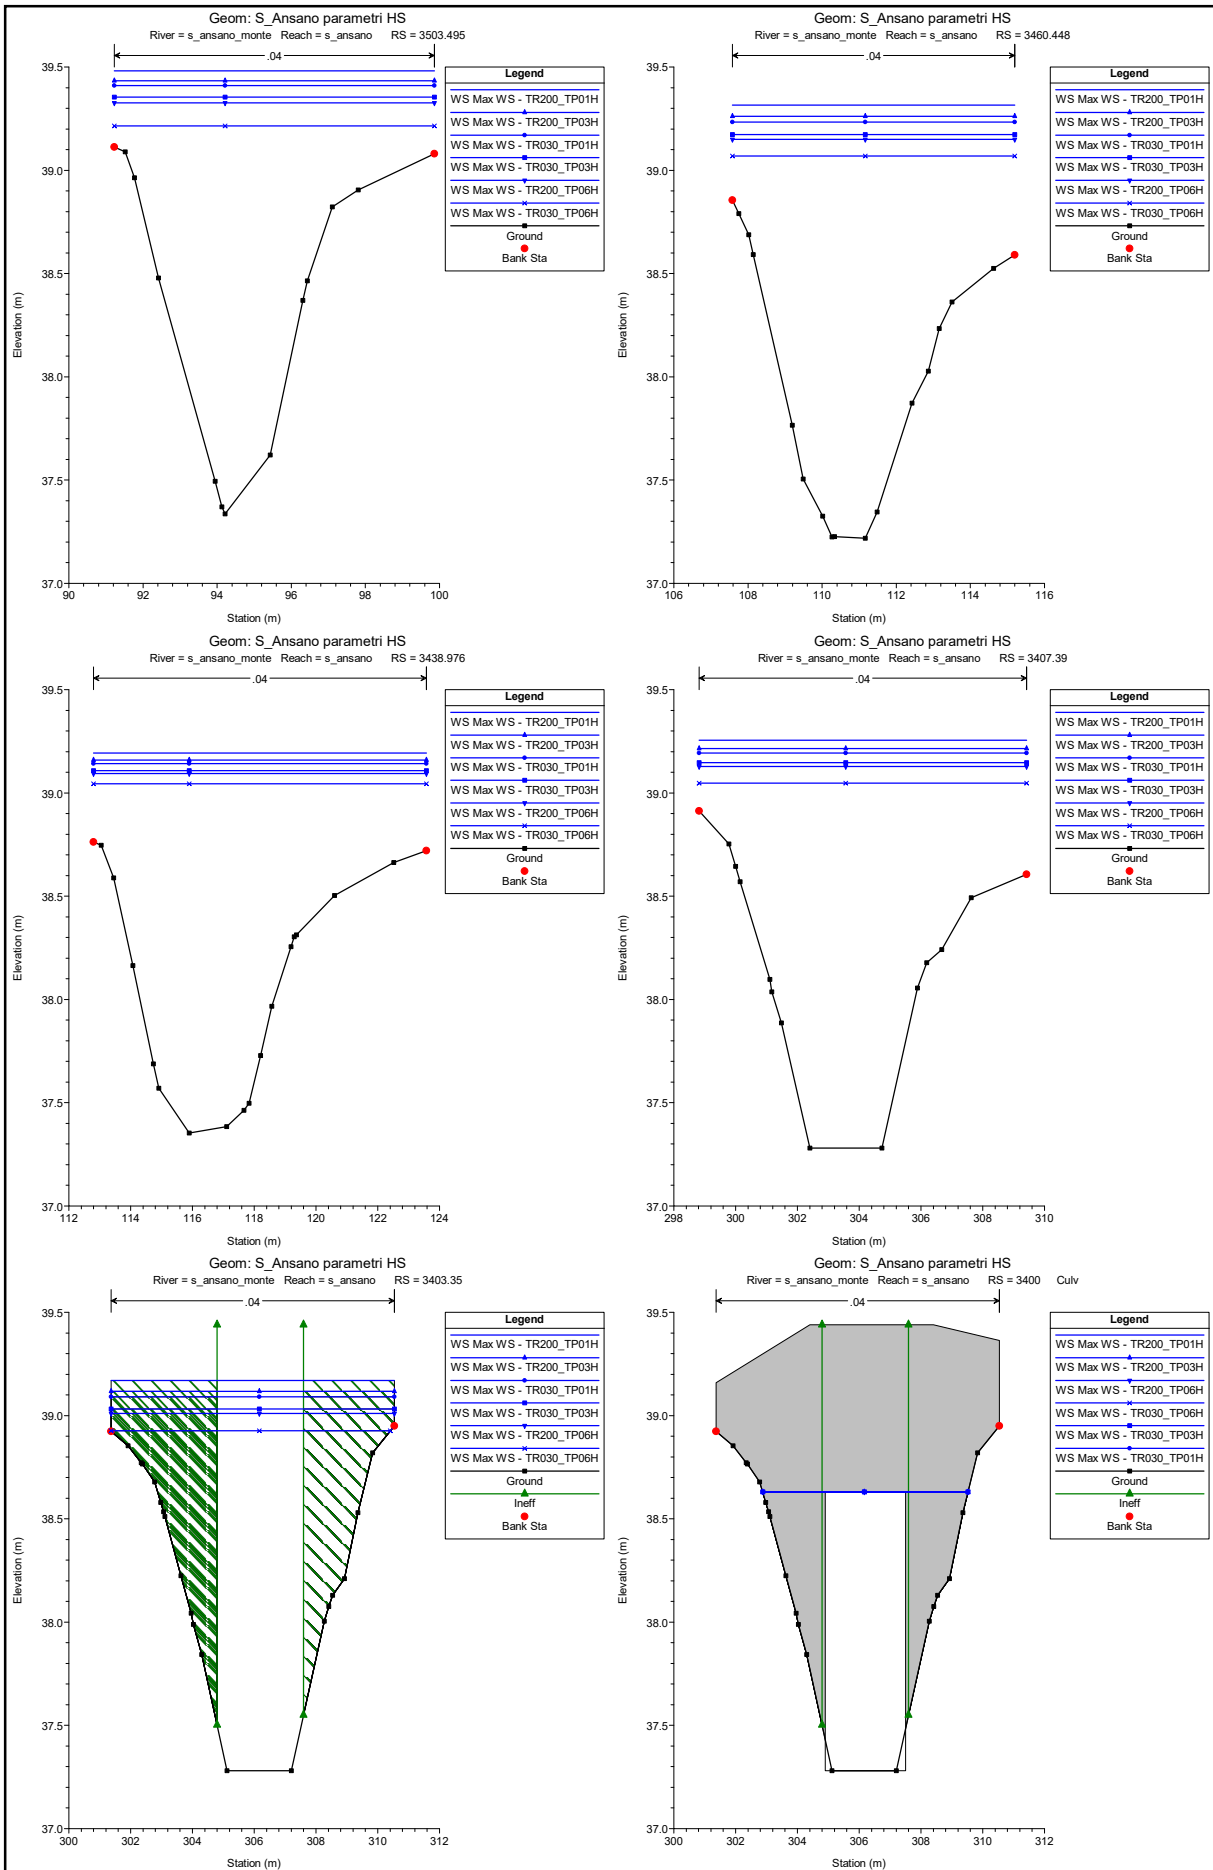 Geom: S_Ansano parametri HS
River = s_ansano_monte Reach = s_ansano RS = 3503.495
.04
39.5
39.0
38.5
38.0
37.5
37.0
90 92 94 96 98 100
Station (m)
Elevation (m)
Legend
WS Max WS - TR200_TP01H
WS Max WS - TR200_TP03H
WS Max WS - TR030_TP01H
WS Max WS - TR030_TP03H
WS Max WS - TR200_TP06H
WS Max WS - TR030_TP06H
Ground
Bank Sta
Geom: S_Ansano parametri HS
River = s_ansano_monte Reach = s_ansano RS = 3460.448
.04
39.5
39.0
38.5
38.0
37.5
37.0
106 108 110 112 114 116
Station (m)
Elevation (m)
Legend
WS Max WS - TR200_TP01H
WS Max WS - TR200_TP03H
WS Max WS - TR030_TP01H
WS Max WS - TR030_TP03H
WS Max WS - TR200_TP06H
WS Max WS - TR030_TP06H
Ground
Bank Sta
Geom: S_Ansano parametri HS
River = s_ansano_monte Reach = s_ansano RS = 3438.976
.04
39.5
39.0
38.5
38.0
37.5
37.0
112 114 116 118 120 122 124
Station (m)
Elevation (m)
Legend
WS Max WS - TR200_TP01H
WS Max WS - TR200_TP03H
WS Max WS - TR030_TP01H
WS Max WS - TR030_TP03H
WS Max WS - TR200_TP06H
WS Max WS - TR030_TP06H
Ground
Bank Sta
Geom: S_Ansano parametri HS
River = s_ansano_monte Reach = s_ansano RS = 3407.39
.04
39.5
39.0
38.5
38.0
37.5
37.0
298 300 302 304 306 308 310
Station (m)
Elevation (m)
Legend
WS Max WS - TR200_TP01H
WS Max WS - TR200_TP03H
WS Max WS - TR030_TP01H
WS Max WS - TR030_TP03H
WS Max WS - TR200_TP06H
WS Max WS - TR030_TP06H
Ground
Bank Sta
Geom: S_Ansano parametri HS
River = s_ansano_monte Reach = s_ansano RS = 3403.35
.04
39.5
39.0
38.5
38.0
37.5
37.0
300 302 304 306 308 310 312
Station (m)
Elevation (m)
Legend
WS Max WS - TR200_TP01H
WS Max WS - TR200_TP03H
WS Max WS - TR030_TP01H
WS Max WS - TR030_TP03H
WS Max WS - TR200_TP06H
WS Max WS - TR030_TP06H
Ground
Ineff
Bank Sta
Geom: S_Ansano parametri HS
River = s_ansano_monte Reach = s_ansano RS = 3400 Culv
.04
39.5
39.0
38.5
38.0
37.5
37.0
300 302 304 306 308 310 312
Station (m)
Elevation (m)
Legend
WS Max WS - TR200_TP01H
WS Max WS - TR200_TP03H
WS Max WS - TR200_TP06H
WS Max WS - TR030_TP06H
WS Max WS - TR030_TP03H
WS Max WS - TR030_TP01H
Ground
Ineff
Bank Sta